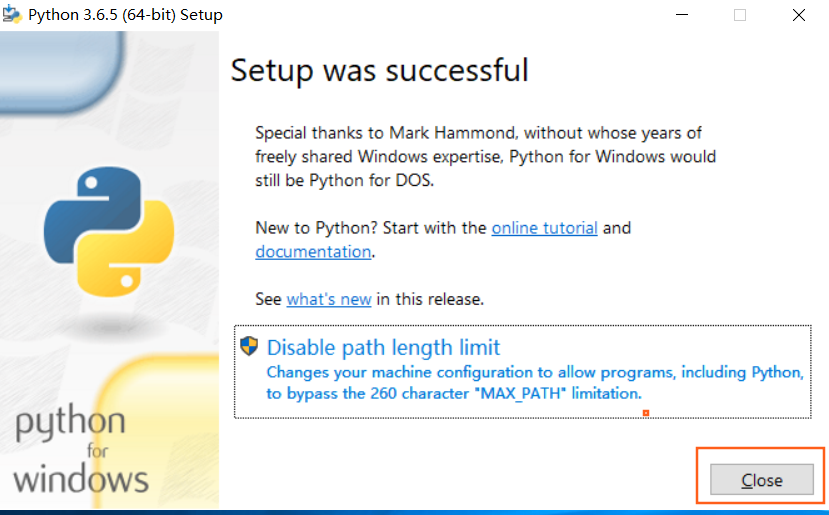 Python 3.6.5 (64-bit) Setup
Setup was successful
Special thanks to Mark Hammond, without whose years of
freely shared Windows expertise, Python for Windows would
still be Python for DOS.
New to Python? Start with the online tutorial and
documentation.
See what's new in this release.
Disable path length limit
Changes your machine configuration to allow programs, including Python,
to bypass the 260 character "MAX_PATH" limitation.
python
for
windows
Close